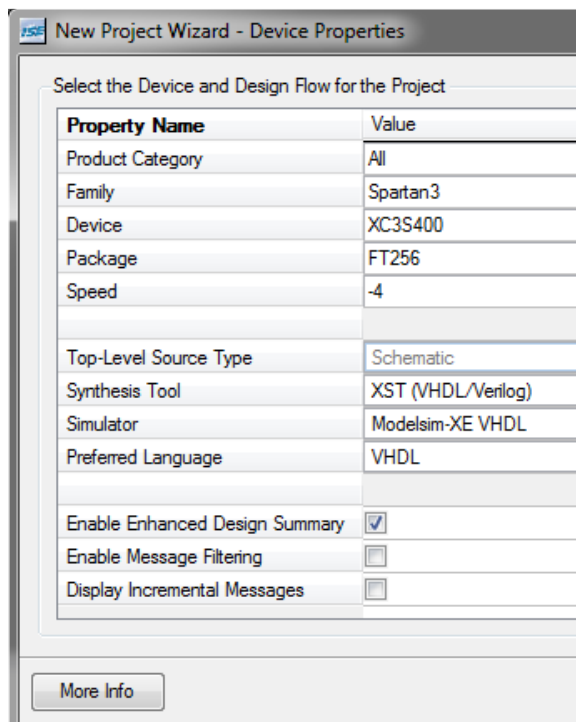 ISE New Project Wizard - Device Properties
Select the Device and Design Flow for the Project
Property Name Value
Product Category All
Family Spartan3
Device XC3S400
Package FT256
Speed -4
Top-Level Source Type Schematic
Synthesis Tool XST (VHDL/Verilog)
Simulator Modelsim-XE VHDL
Preferred Language VHDL
Enable Enhanced Design Summary
Enable Message Filtering
Display Incremental Messages
More Info